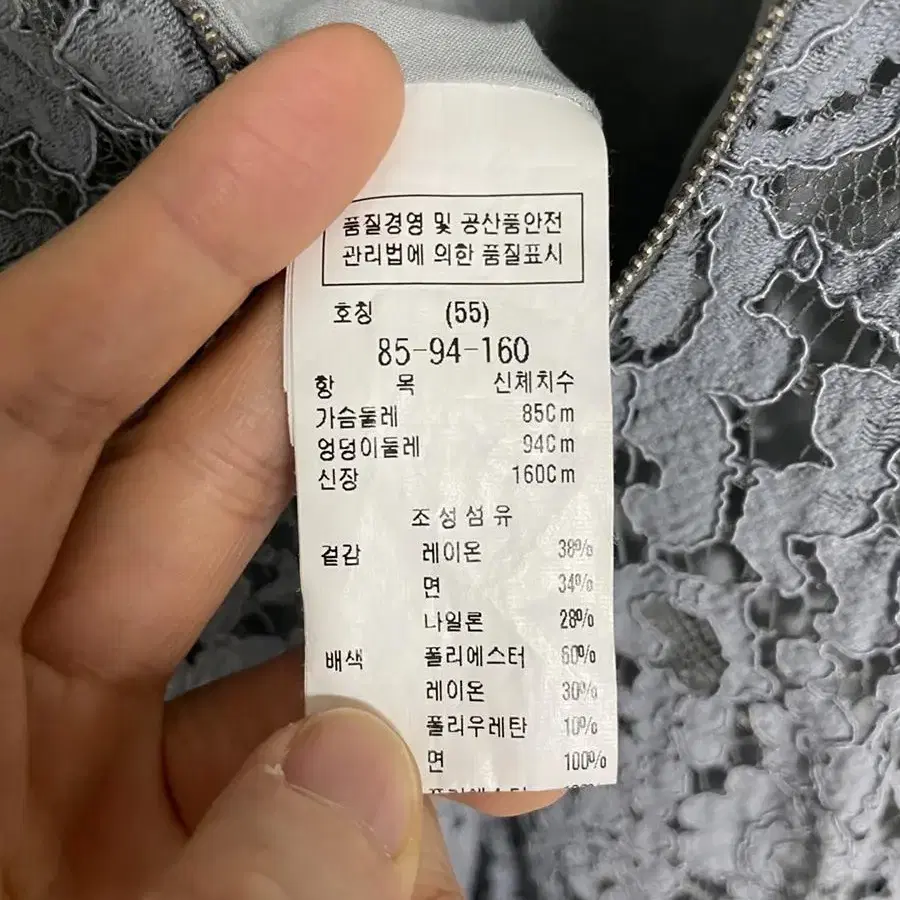 품질경영 및 공산품안전
관리법에 의한 품질표시
호칭 (55)
85-94-160
항 목 신체치수
가슴둘레 85Cm
엉덩이둘레 94Cm
신장 160Cm
조성섬유
겉감 레이온 38%
면 34%
나일론 28%
배색 폴리에스터 60%
레이온 30%
폴리우레탄 10%
면 100%